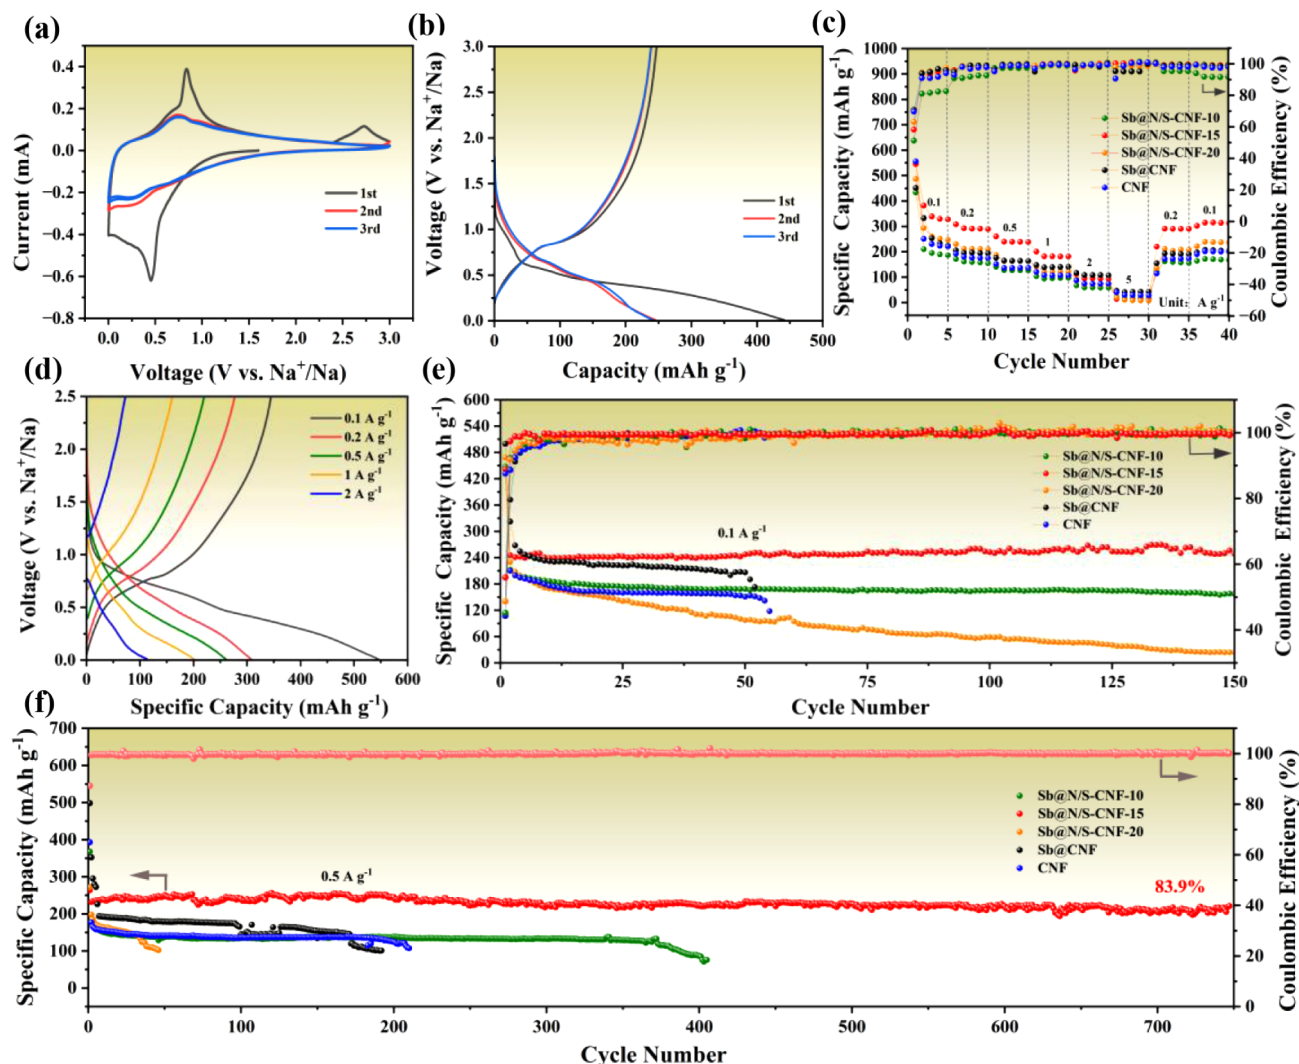 (a)
Current (mA)
0.4
0.2
0.0
−0.2
−0.4
−0.6
−0.8
1st
2nd
3rd
0.0 0.5 1.0 1.5 2.0 2.5 3.0
Voltage (V vs. Na⁺/Na)
(b)
Voltage (V vs. Na⁺/Na)
3.0
2.5
2.0
1.5
1.0
0.5
0.0
1st
2nd
3rd
0 100 200 300 400 500
Capacity (mAh g⁻¹)
(c)
Specific Capacity (mAh g⁻¹)
1000
900
800
700
600
500
400
300
200
100
0
Sb@N/S-CNF-10
Sb@N/S-CNF-15
Sb@N/S-CNF-20
Sb@CNF
CNF
0.1 0.2 0.5 1 2 5 0.2 0.1
Unit: A g⁻¹
100
80
60
40
20
0
−20
−40
−60
Coulombic Efficiency (%)
0 5 10 15 20 25 30 35 40
Cycle Number
(d)
Voltage (V vs. Na⁺/Na)
2.5
2.0
1.5
1.0
0.5
0.0
0.1 A g⁻¹
0.2 A g⁻¹
0.5 A g⁻¹
1 A g⁻¹
2 A g⁻¹
0 100 200 300 400 500 600
Specific Capacity (mAh g⁻¹)
(e)
Specific Capacity (mAh g⁻¹)
600
540
480
420
360
300
240
180
120
60
0
Sb@N/S-CNF-10
Sb@N/S-CNF-15
Sb@N/S-CNF-20
Sb@CNF
CNF
0.1 A g⁻¹
100
80
60
40
Coulombic Efficiency (%)
0 25 50 75 100 125 150
Cycle Number
(f)
Specific Capacity (mAh g⁻¹)
700
600
500
400
300
200
100
0
Sb@N/S-CNF-10
Sb@N/S-CNF-15
Sb@N/S-CNF-20
Sb@CNF
CNF
0.5 A g⁻¹
83.9%
100
80
60
40
20
0
Coulombic Efficiency (%)
0 100 200 300 400 500 600 700
Cycle Number